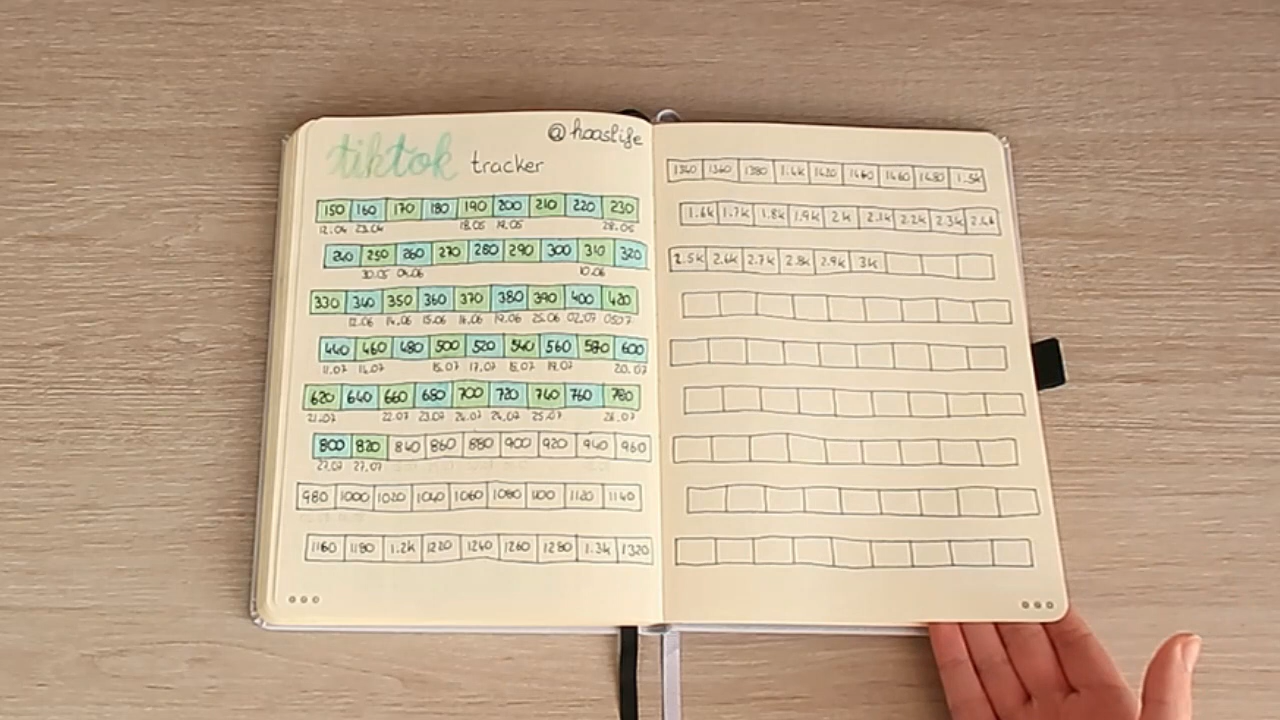 @haaslife
tiktok tracker
150 160 170 180 190 200 210 220 230
12.04 23.04 18.05 19.05 28.05
240 250 260 270 280 290 300 310 320
30.05 04.06 10.06
330 340 350 360 370 380 390 400 420
12.06 14.06 15.06 16.06 19.06 25.06 02.07 05.07
440 460 480 500 520 540 560 580 600
11.07 14.07 15.07 17.07 18.07 19.07 20.07
620 640 660 680 700 720 740 760 780
21.07 22.07 23.07 24.07 24.07 25.07 26.07
800 820 840 860 880 900 920 940 960
27.07 27.07
980 1000 1020 1040 1060 1080 1100 1120 1140
1160 1180 1.2k 1220 1240 1260 1280 1.3k 1320
1340 1360 1380 1.4k 1420 1460 1460 1480 1.5k
1.6k 1.7k 1.8k 1.9k 2k 2.1k 2.2k 2.3k 2.4k
2.5k 2.6k 2.7k 2.8k 2.9k 3k